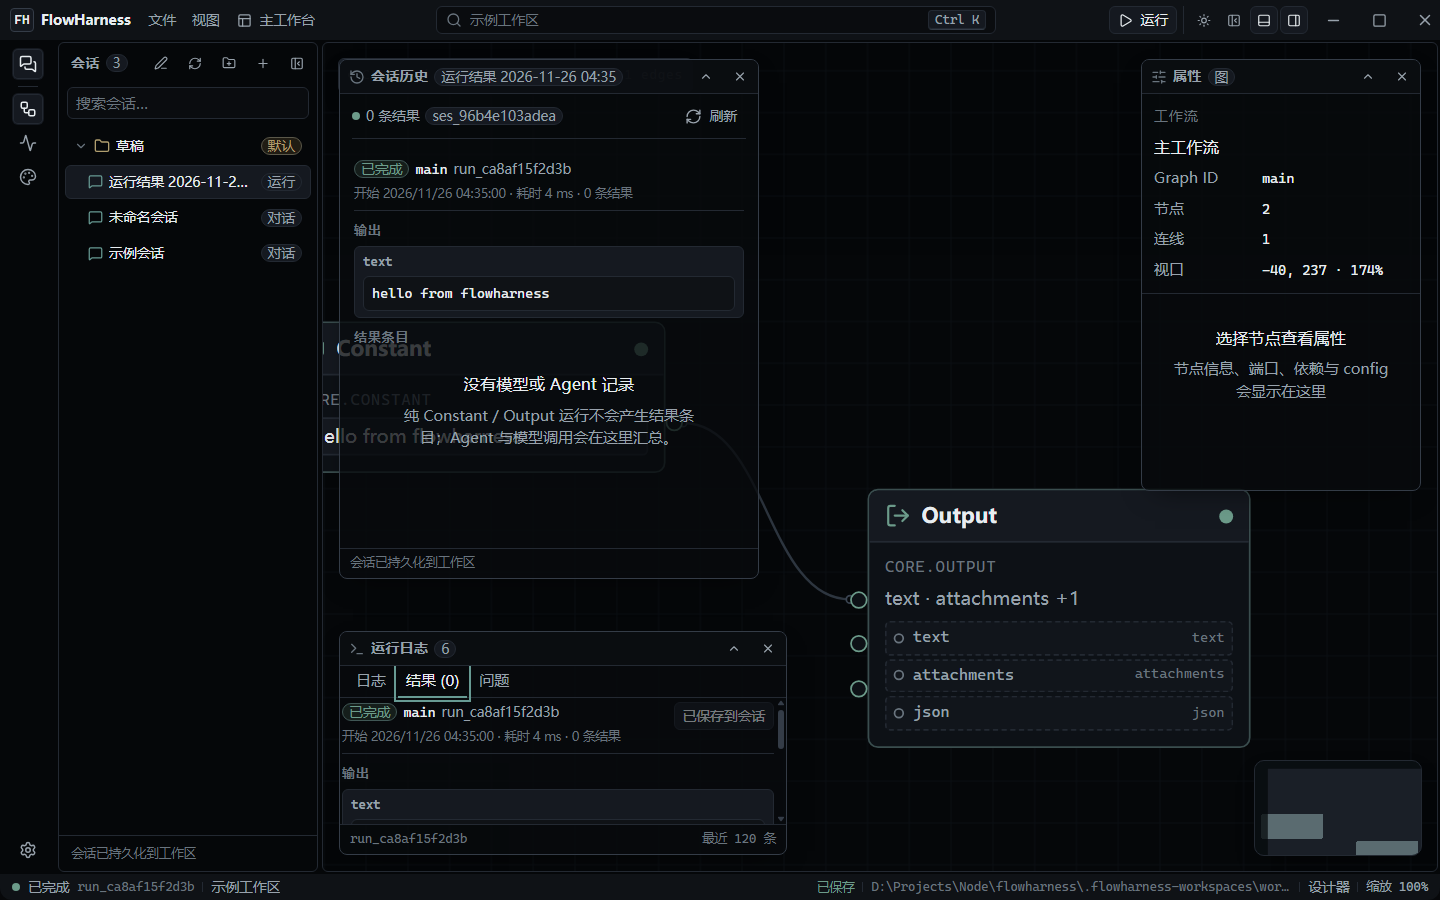 FH FlowHarness 文件 视图 主工作台
示例工作区 Ctrl K
运行
会话 3
搜索会话...
草稿 默认
运行结果 2026-11-2... 运行
未命名会话 对话
示例会话 对话
会话已持久化到工作区
会话历史 运行结果 2026-11-26 04:35
0 条结果 ses_96b4e103adea 刷新
已完成 main run_ca8af15f2d3b
开始 2026/11/26 04:35:00 · 耗时 4 ms · 0 条结果
输出
text
hello from flowharness
结果条目
Constant
没有模型或 Agent 记录
RE.CONSTANT
纯 Constant / Output 运行不会产生结果条
目；Agent 与模型调用会在这里汇总。
ello from flowharness
会话已持久化到工作区
运行日志 6
日志 结果 (0) 问题
已完成 main run_ca8af15f2d3b 已保存到会话
开始 2026/11/26 04:35:00 · 耗时 4 ms · 0 条结果
输出
text
run_ca8af15f2d3b 最近 120 条
Output
CORE.OUTPUT
text · attachments +1
text text
attachments attachments
json json
属性 图
工作流
主工作流
Graph ID main
节点 2
连线 1
视口 −40, 237 · 174%
选择节点查看属性
节点信息、端口、依赖与 config
会显示在这里
已完成 run_ca8af15f2d3b 示例工作区
已保存 D:\Projects\Node\flowharness\.flowharness-workspaces\wor... 设计器 缩放 100%